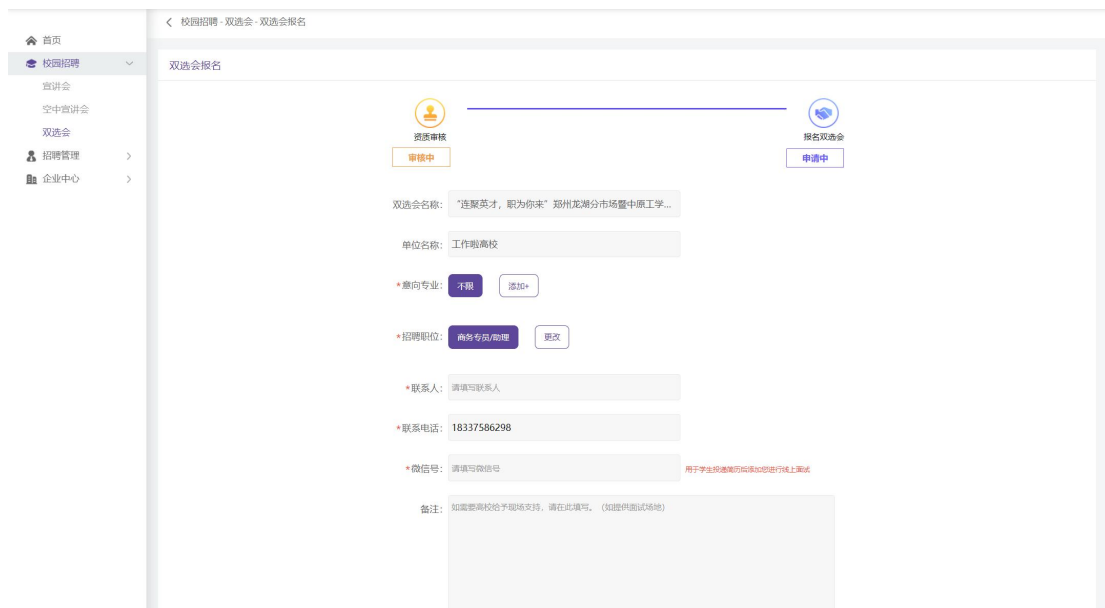 校园招聘 - 双选会 - 双选会报名
首页
校园招聘
宣讲会
空中宣讲会
双选会
招聘管理
企业中心
双选会报名
资质审核
审核中
报名双选会
申请中
双选会名称： “连聚英才，职为你来”郑州龙湖分市场暨中原工学...
单位名称： 工作啦高校
*意向专业： 不限 添加+
*招聘职位： 商务专员/助理 更改
*联系人： 请填写联系人
*联系电话： 18337586298
*微信号： 请填写微信号 用于学生投递简历后添加您进行线上面试
备注： 如需要高校给予现场支持，请在此填写。（如提供面试场地）